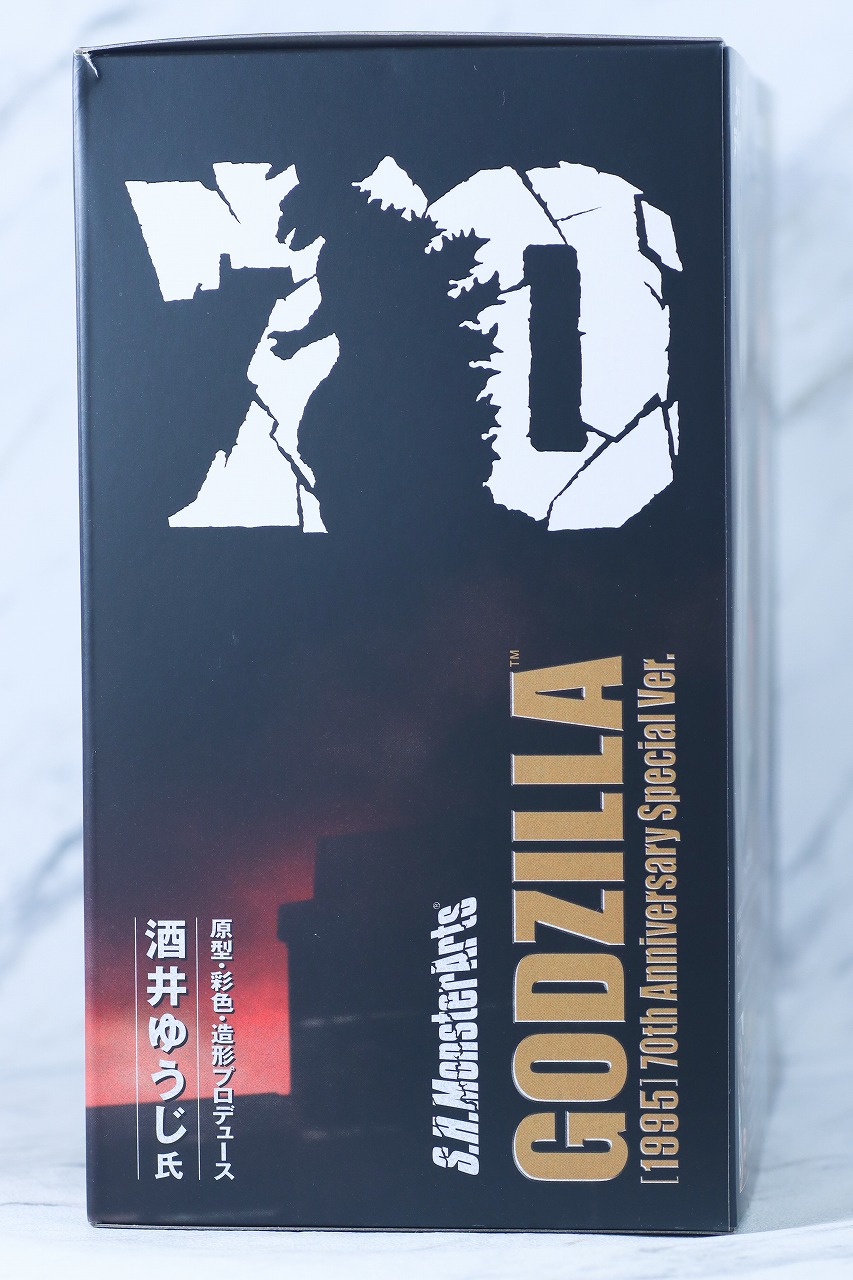 70
S.H.MonsterArts®
GODZILLA™
[1995] 70th Anniversary Special Ver.
原型・彩色・造形プロデュース
酒井ゆうじ氏